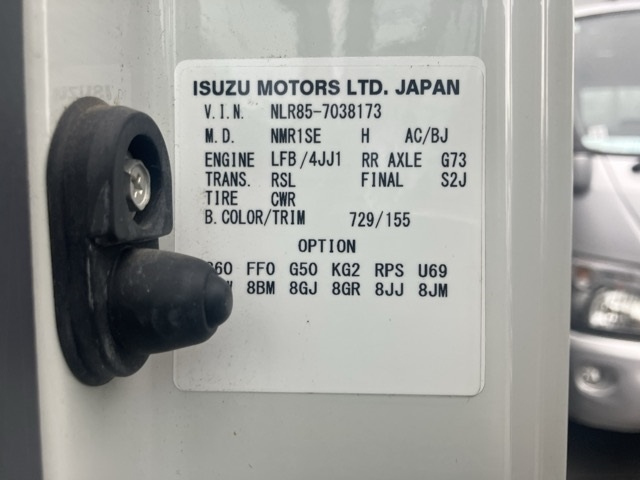 ISUZU MOTORS LTD. JAPAN
V.I.N. NLR85-7038173
M.D. NMR1SE H AC/BJ
ENGINE LFB/4JJ1 RR AXLE G73
TRANS. RSL FINAL S2J
TIRE CWR
B.COLOR/TRIM 729/155
OPTION
FF0 G50 KG2 RPS U69
8BM 8GJ 8GR 8JJ 8JM